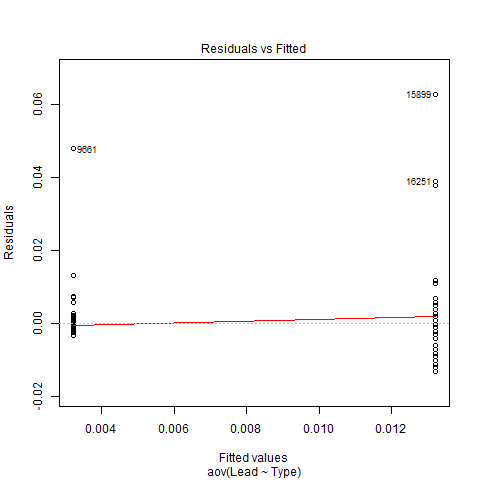 Residuals vs Fitted
Residuals
0.06
0.04
0.02
0.00
-0.02
15899
9661
16251
0.004 0.006 0.008 0.010 0.012
Fitted values
aov(Lead ~ Type)